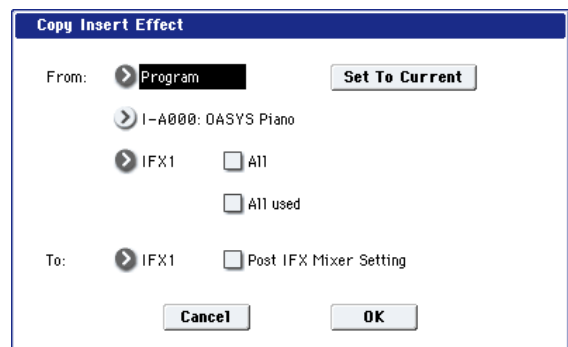 Copy Insert Effect
From: Program Set To Current
I-A000: OASYS Piano
IFX1 All
All used
To: IFX1 Post IFX Mixer Setting
Cancel OK